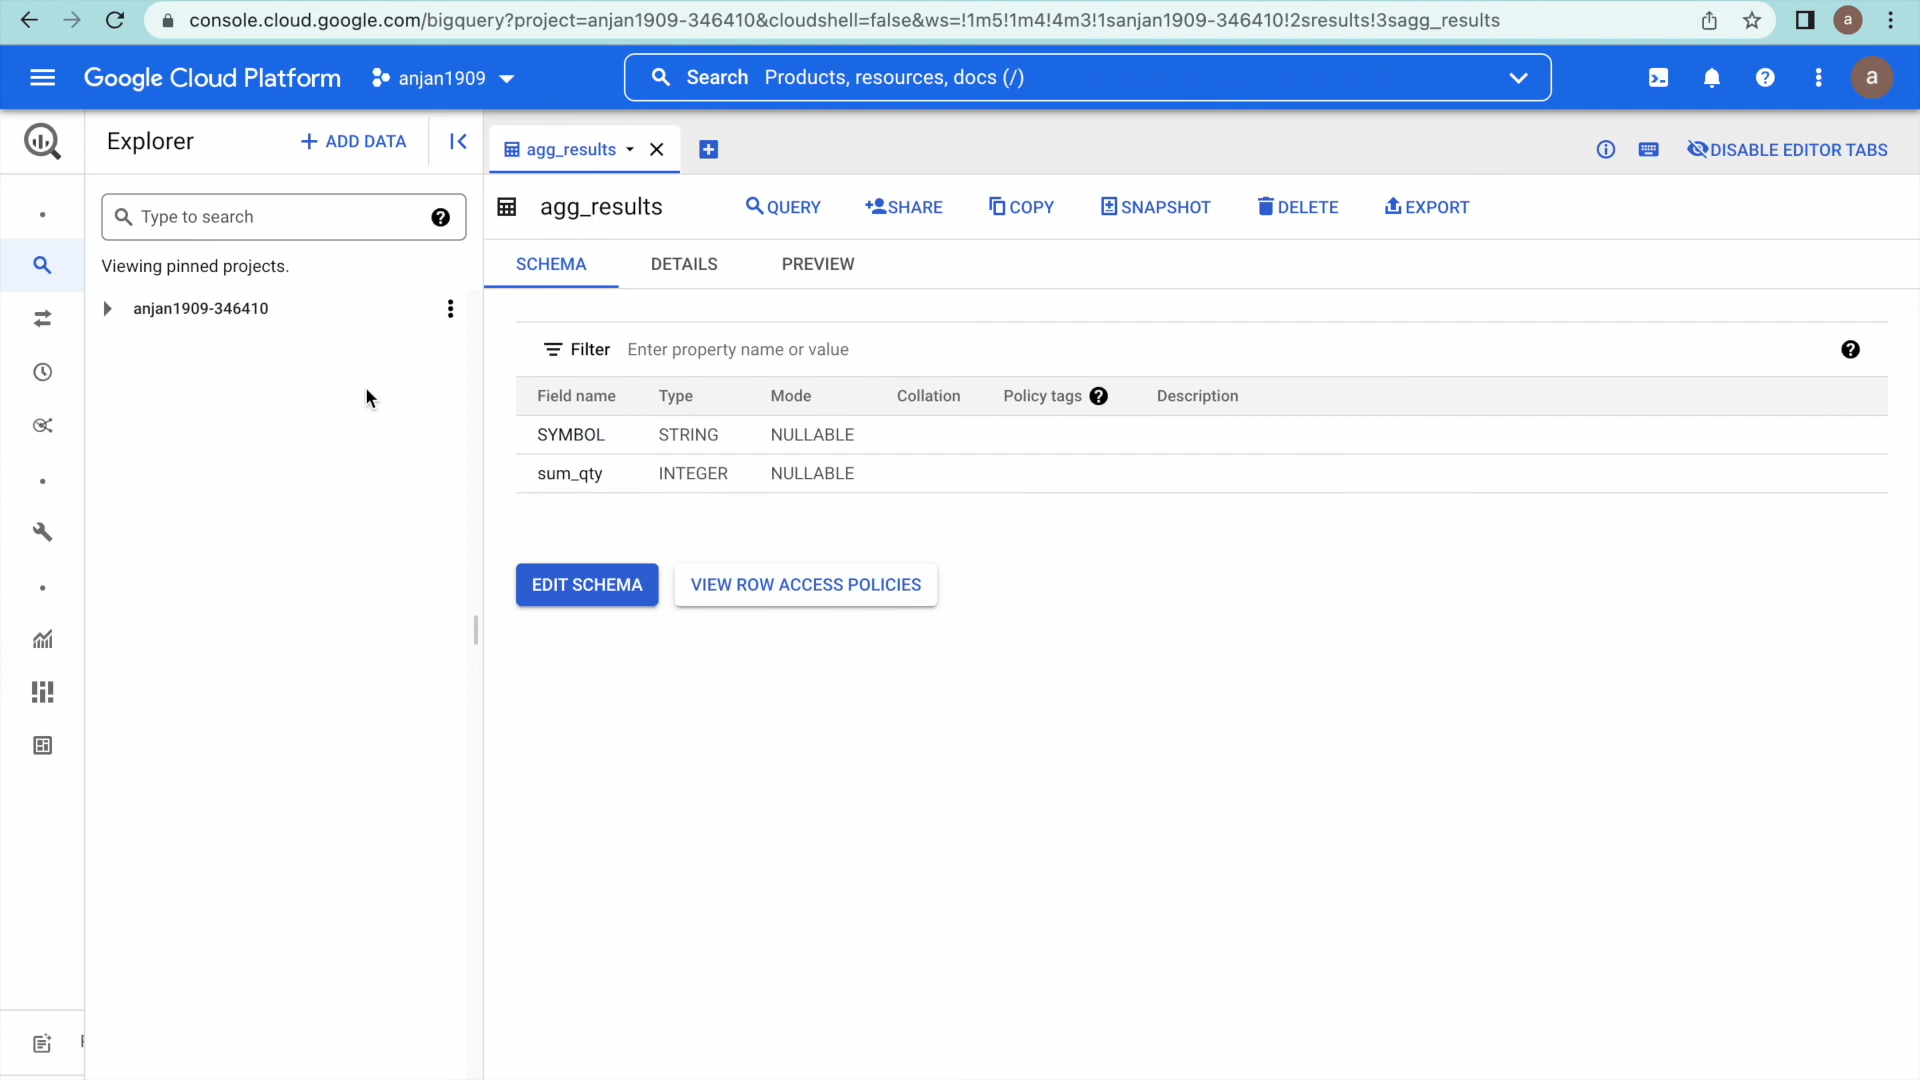 console.cloud.google.com/bigquery?project=anjan1909-346410&cloudshell=false&ws=!1m5!1m4!4m3!1sanjan1909-346410!2sresults!3sagg_results
a
Google Cloud Platform anjan1909 Search Products, resources, docs (/) a
Explorer + ADD DATA
agg_results DISABLE EDITOR TABS
agg_results QUERY SHARE COPY SNAPSHOT DELETE EXPORT
Type to search
Viewing pinned projects.
anjan1909-346410
SCHEMA DETAILS PREVIEW
Filter Enter property name or value
Field name Type Mode Collation Policy tags Description
SYMBOL STRING NULLABLE
sum_qty INTEGER NULLABLE
EDIT SCHEMA VIEW ROW ACCESS POLICIES